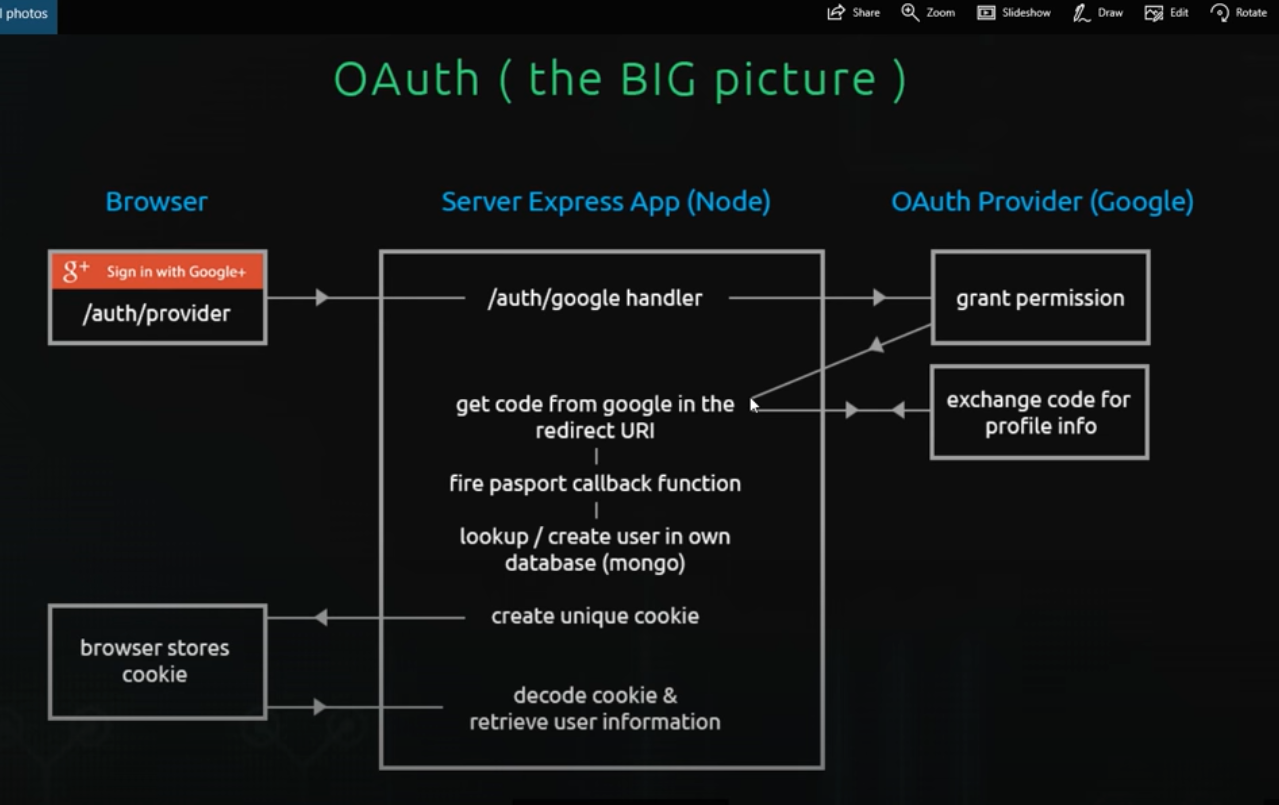 l photos
Share
Zoom
Slideshow
Draw
Edit
Rotate
OAuth ( the BIG picture )
Browser
Server Express App (Node)
OAuth Provider (Google)
g+ Sign in with Google+
/auth/provider
/auth/google handler
grant permission
get code from google in the
redirect URI
exchange code for
profile info
fire pasport callback function
lookup / create user in own
database (mongo)
create unique cookie
browser stores
cookie
decode cookie &
retrieve user information